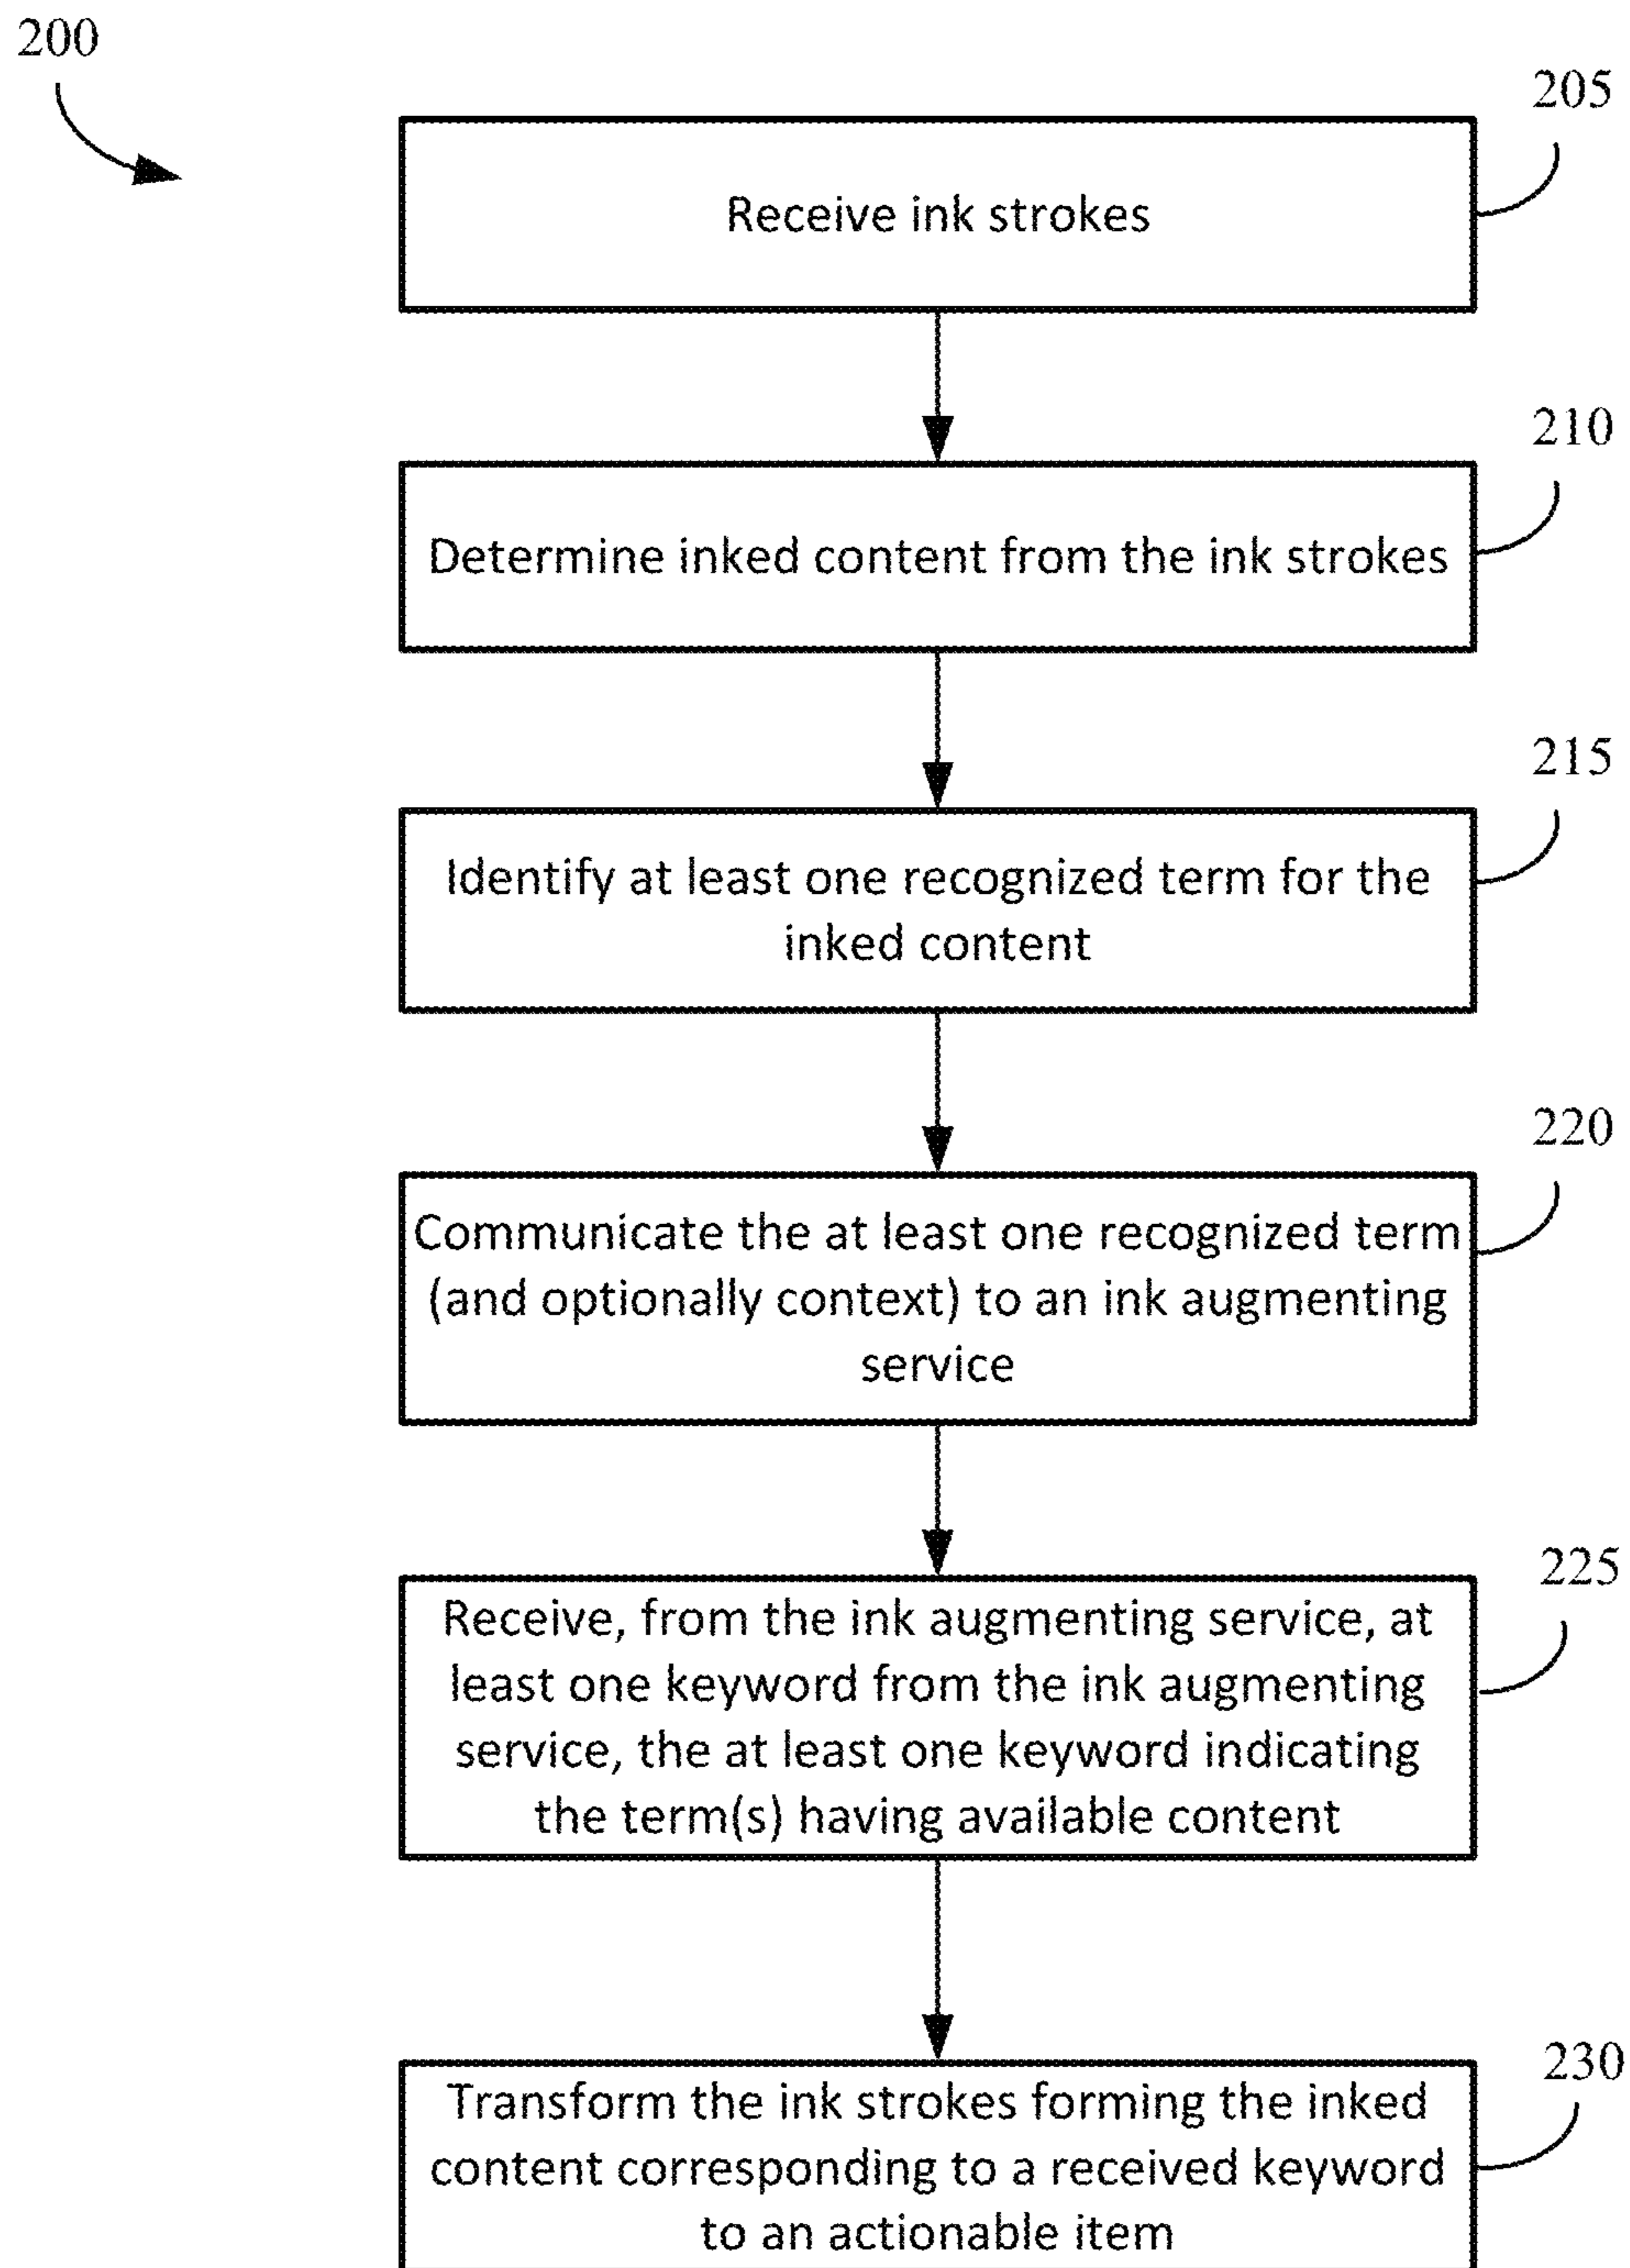 200
205
Receive ink strokes
210
Determine inked content from the ink strokes
215
Identify at least one recognized term for the
inked content
220
Communicate the at least one recognized term
(and optionally context) to an ink augmenting
service
225
Receive, from the ink augmenting service, at
least one keyword from the ink augmenting
service, the at least one keyword indicating
the term(s) having available content
230
Transform the ink strokes forming the inked
content corresponding to a received keyword
to an actionable item